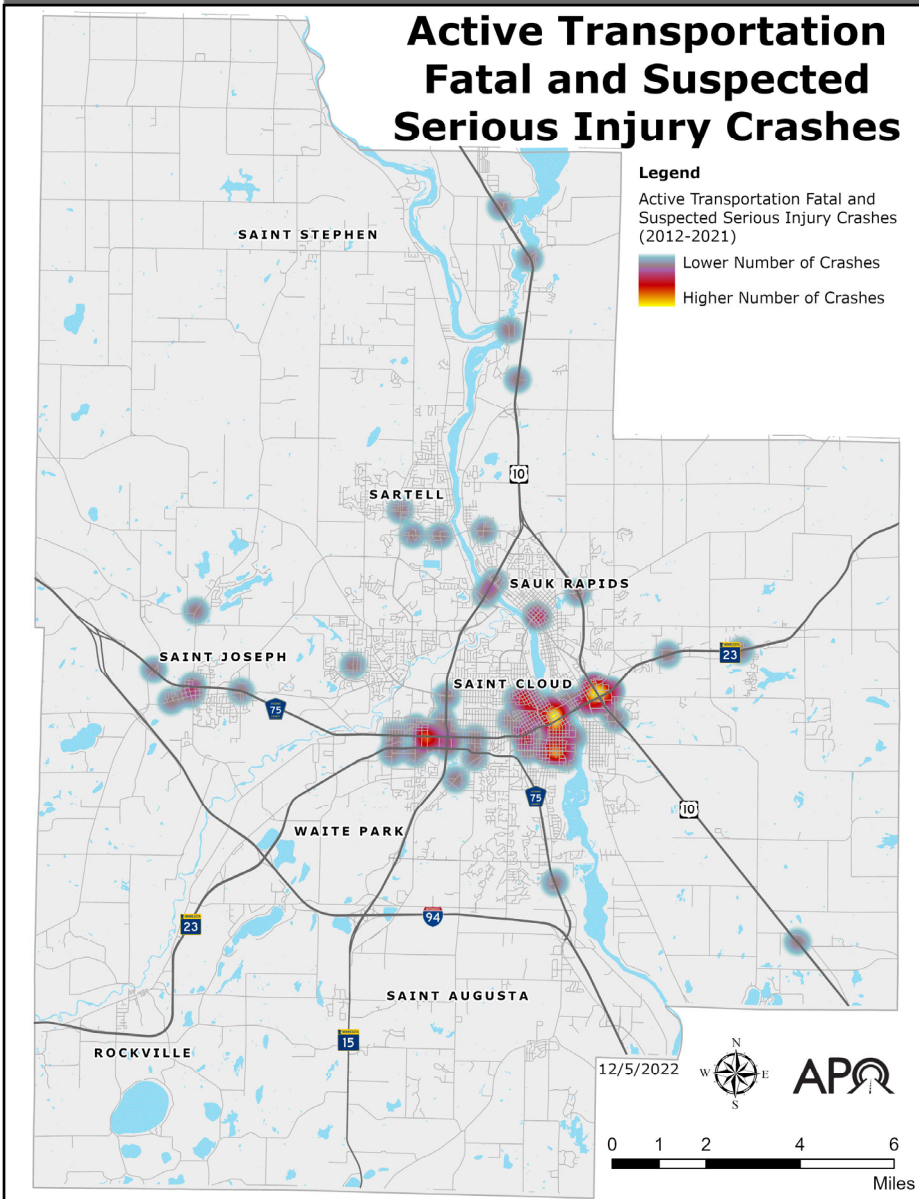 Active Transportation
Fatal and Suspected
Serious Injury Crashes
Legend
Active Transportation Fatal and
Suspected Serious Injury Crashes
(2012-2021)
Lower Number of Crashes
Higher Number of Crashes
SAINT STEPHEN
10
SARTELL
SAUK RAPIDS
23
SAINT JOSEPH
SAINT CLOUD
75
75
10
WAITE PARK
94
23
SAINT AUGUSTA
15
ROCKVILLE
12/5/2022
N
W E
S
APO
0 1 2 4 6
Miles